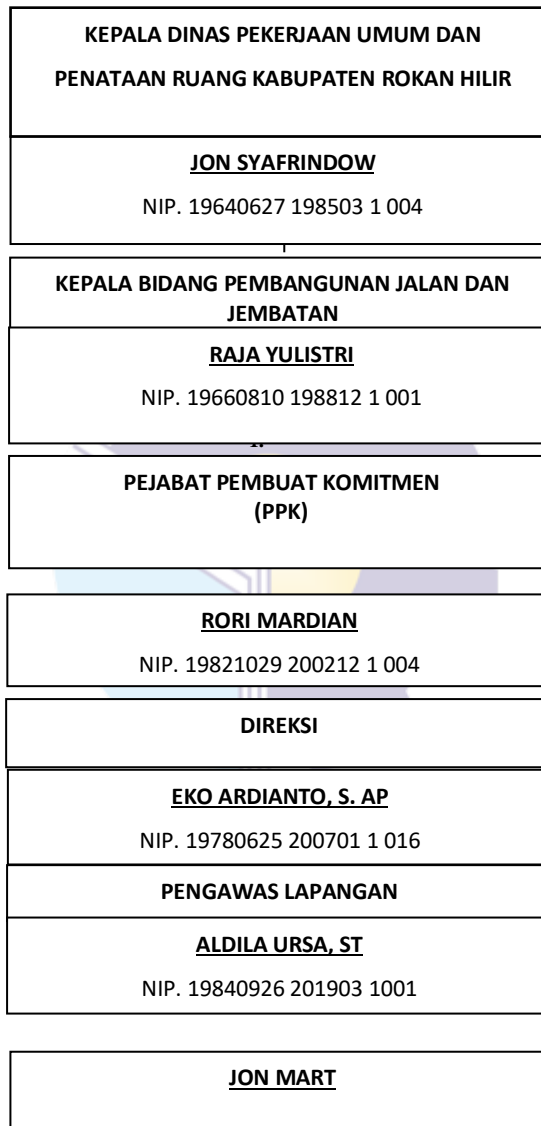 KEPALA DINAS PEKERJAAN UMUM DAN
PENATAAN RUANG KABUPATEN ROKAN HILIR
JON SYAFRINDOW
NIP. 19640627 198503 1 004
KEPALA BIDANG PEMBANGUNAN JALAN DAN
JEMBATAN
RAJA YULISTRI
NIP. 19660810 198812 1 001
PEJABAT PEMBUAT KOMITMEN
(PPK)
RORI MARDIAN
NIP. 19821029 200212 1 004
DIREKSI
EKO ARDIANTO, S. AP
NIP. 19780625 200701 1 016
PENGAWAS LAPANGAN
ALDILA URSA, ST
NIP. 19840926 201903 1001
JON MART